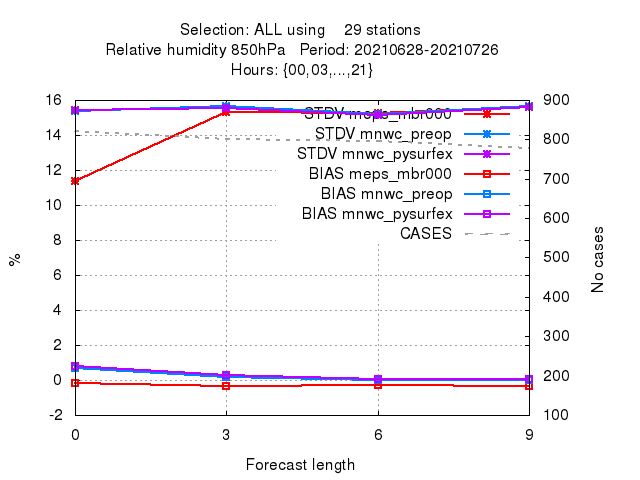 Selection: ALL using 29 stations
Relative humidity 850hPa Period: 20210628-20210726
Hours: {00,03,...,21}
16
14
12
10
8
6
4
2
0
-2
%
STDV meps_mbr000
STDV mnwc_preop
STDV mnwc_pysurfex
BIAS meps_mbr000
BIAS mnwc_preop
BIAS mnwc_pysurfex
CASES
900
800
700
600
500
400
300
200
100
No cases
0 3 6 9
Forecast length